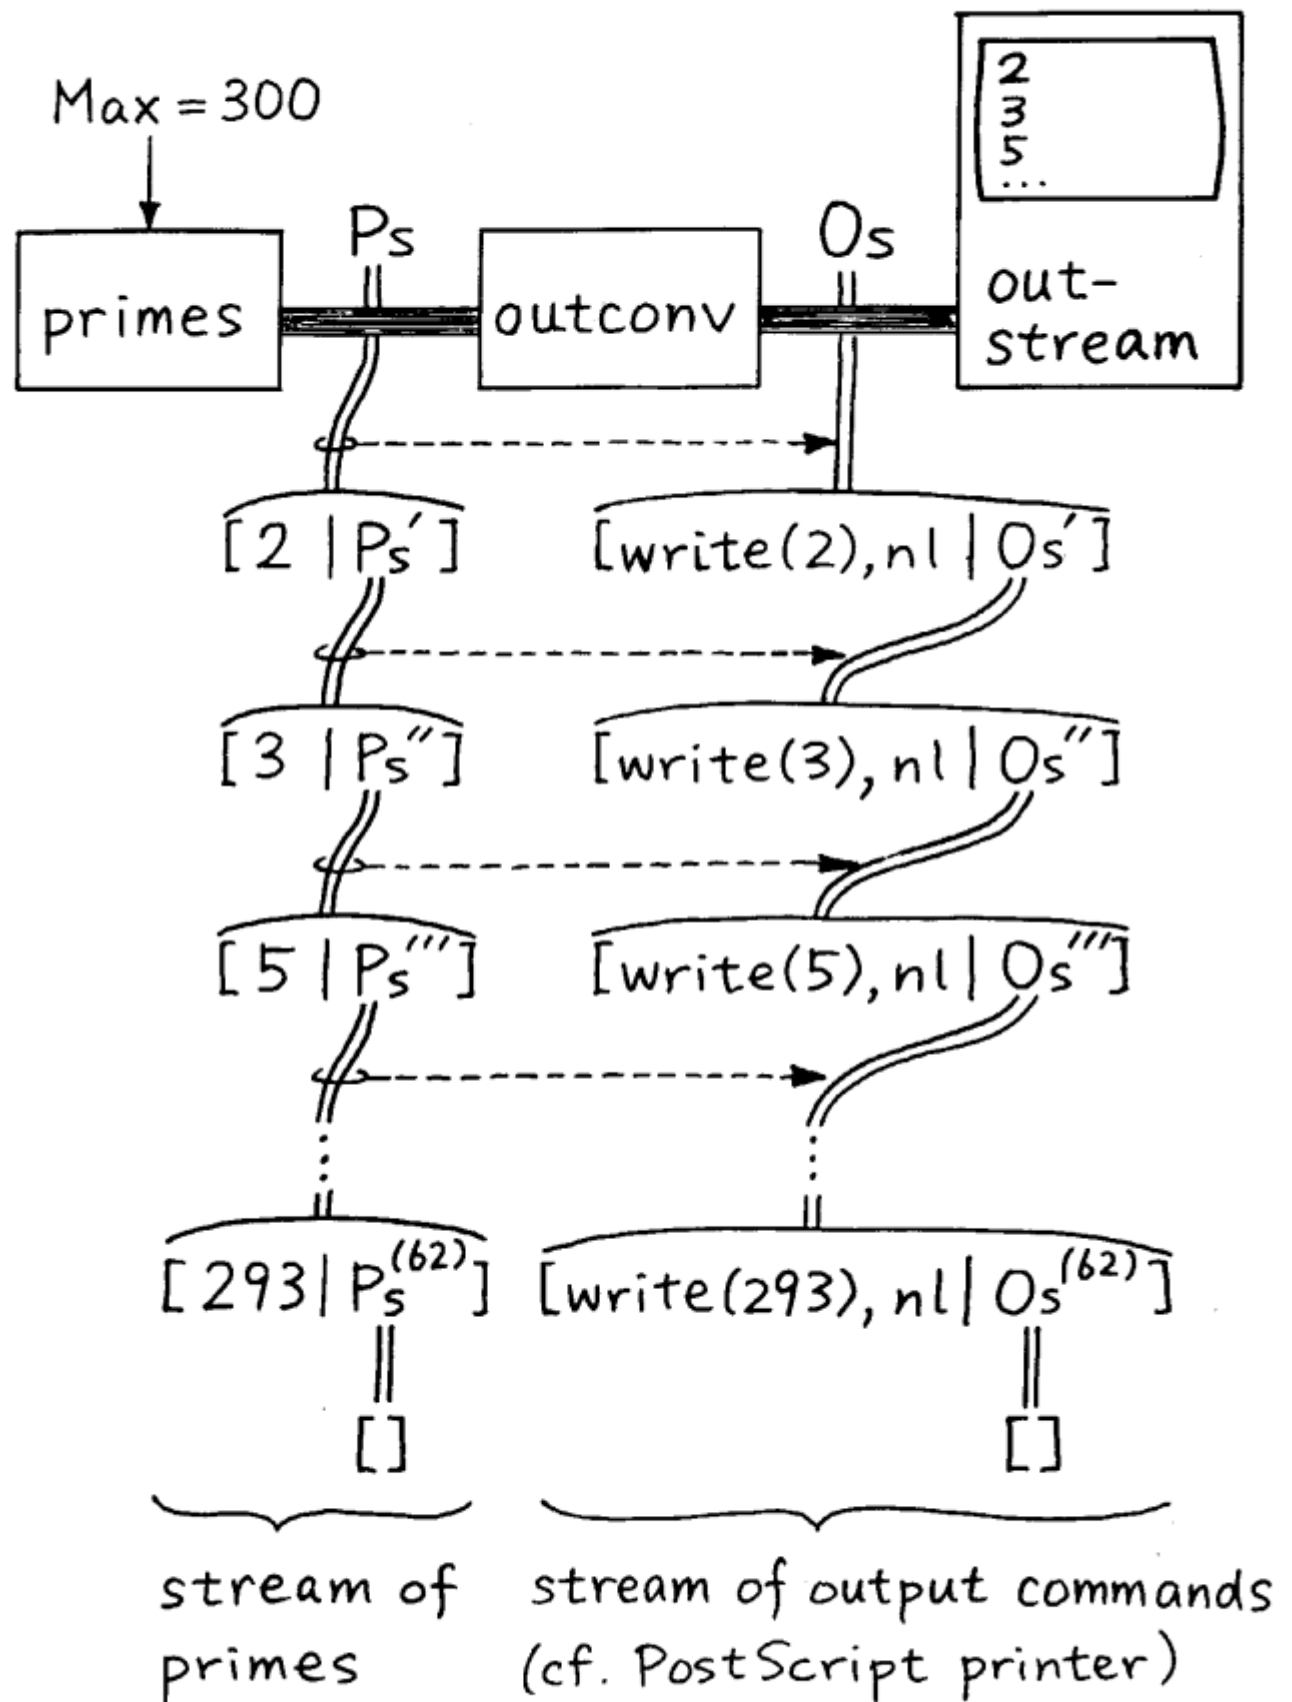 Max = 300
2
3
5
...
Ps
Os
primes
outconv
out-
stream
[2 | Ps′]
[write(2), nl | Os′]
[3 | Ps″]
[write(3), nl | Os″]
[5 | Ps‴]
[write(5), nl | Os‴]
[293 | Ps(62)]
[write(293), nl | Os(62)]
[]
[]
stream of
primes
stream of output commands
(cf. PostScript printer)